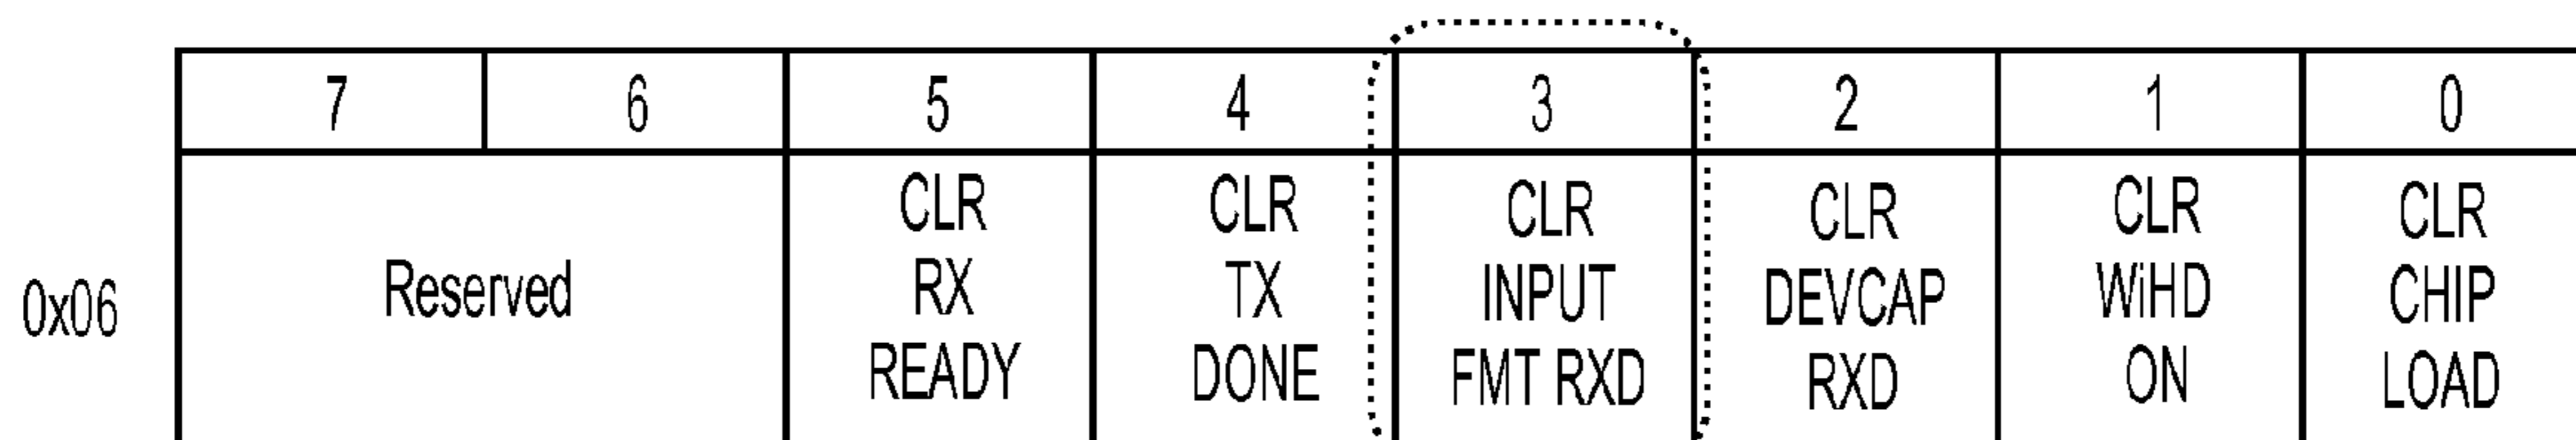 7 6 5 4 3 2 1 0
0x06
Reserved
CLR
RX
READY
CLR
TX
DONE
CLR
INPUT
FMT RXD
CLR
DEVCAP
RXD
CLR
WiHD
ON
CLR
CHIP
LOAD